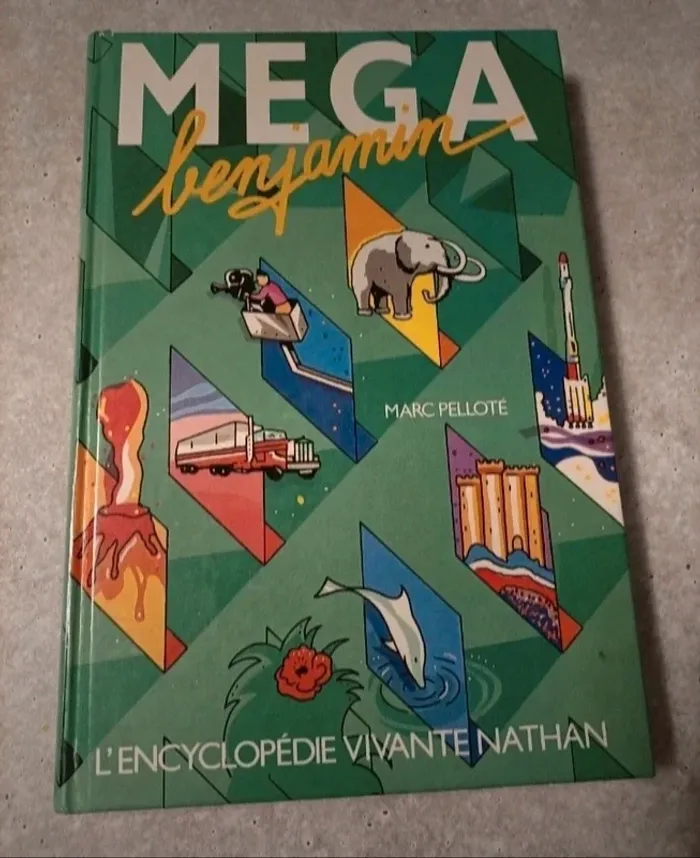 MEGA
benjamin
MARC PELLOTÉ
L'ENCYCLOPÉDIE VIVANTE NATHAN